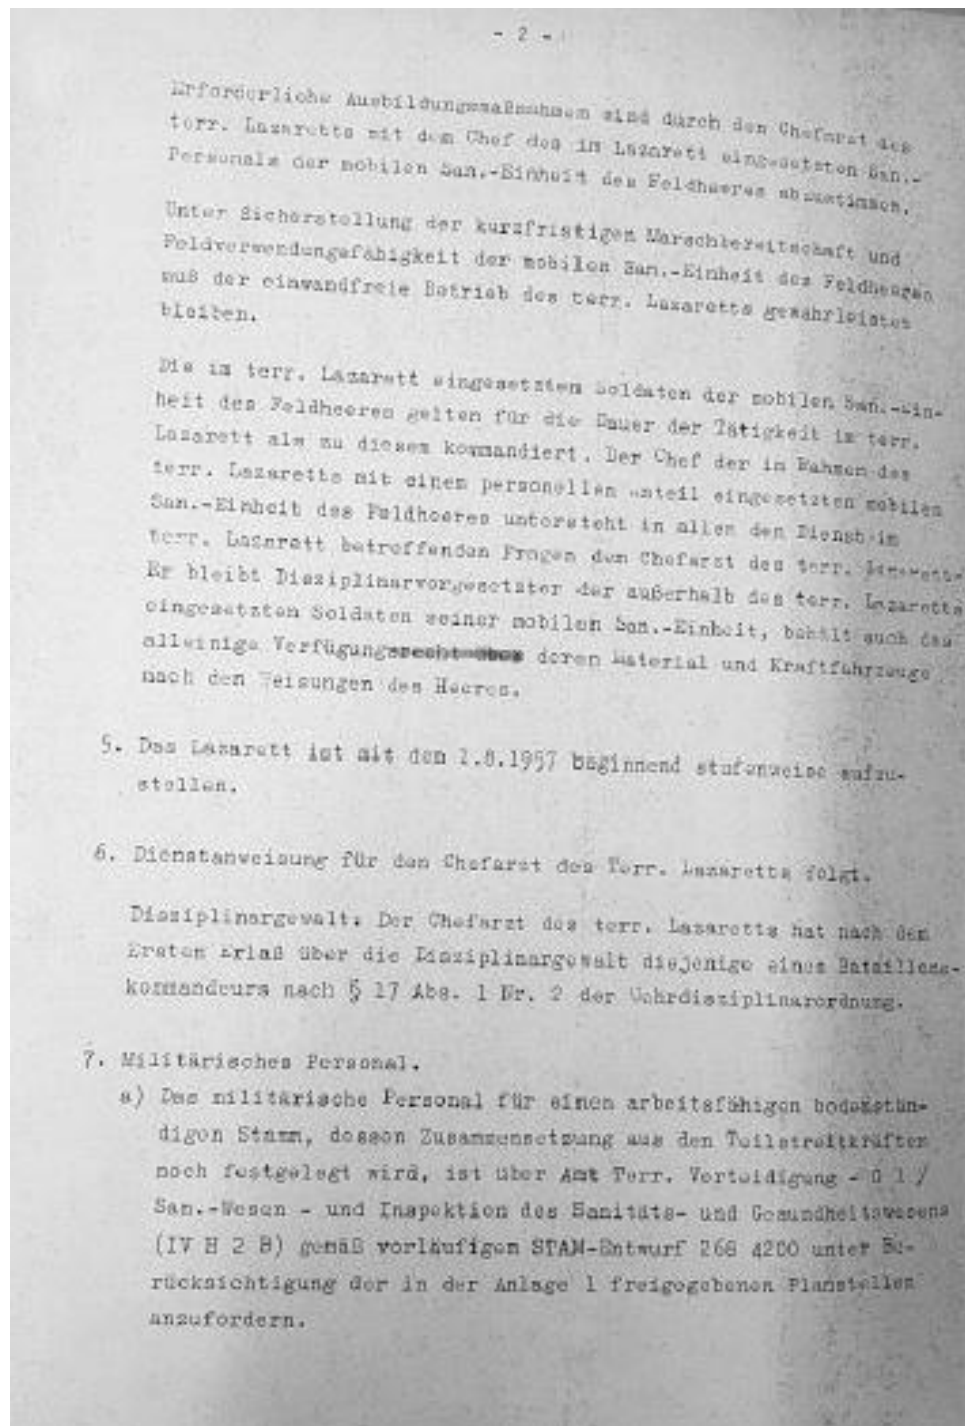 - 2 -
Erforderliche Ausbildungsmaßnahmen sind durch den Chefarzt des
terr. Lazaretts mit dem Chef des im Lazarett eingesetzten San.-
Personals der mobilen San.-Einheit des Feldheeres abzustimmen.
Unter Sicherstellung der kurzfristigen Marschbereitschaft und
Feldverwendungsfähigkeit der mobilen San.-Einheit des Feldheeres
muß der einwandfreie Betrieb des terr. Lazaretts gewährleistet
bleiben.
Die im terr. Lazarett eingesetzten Soldaten der mobilen San.-Ein-
heit des Feldheeres gelten für die Dauer der Tätigkeit im terr.
Lazarett als zu diesem kommandiert. Der Chef der im Rahmen des
terr. Lazaretts mit einem personellen Anteil eingesetzten mobilen
San.-Einheit des Feldheeres untersteht in allen den Dienst im
terr. Lazarett betreffenden Fragen dem Chefarzt des terr. Lazaretts.
Er bleibt Disziplinarvorgesetzter der außerhalb des terr. Lazaretts
eingesetzten Soldaten seiner mobilen San.-Einheit, behält auch das
alleinige Verfügungsrecht über deren Material und Kraftfahrzeuge
nach den Weisungen des Heeres.
5. Das Lazarett ist mit dem 1.8.1957 beginnend stufenweise aufzu-
stellen.
6. Dienstanweisung für den Chefarzt des Terr. Lazaretts folgt.
Disziplinargewalt: Der Chefarzt des terr. Lazaretts hat nach dem
Ersten Erlaß über die Disziplinargewalt diejenige eines Bataillons-
kommandeurs nach § 17 Abs. 1 Nr. 2 der Wehrdisziplinarordnung.
7. Militärisches Personal.
a) Das militärische Personal für einen arbeitsfähigen bodenstän-
digen Stamm, dessen Zusammensetzung aus den Teilstreitkräften
noch festgelegt wird, ist über Amt Terr. Verteidigung - G 1 /
San.-Wesen - und Inspektion des Sanitäts- und Gesundheitswesens
(IV H 2 B) gemäß vorläufigem STAN-Entwurf 268 4200 unter Be-
rücksichtigung der in der Anlage 1 freigegebenen Planstellen
anzufordern.